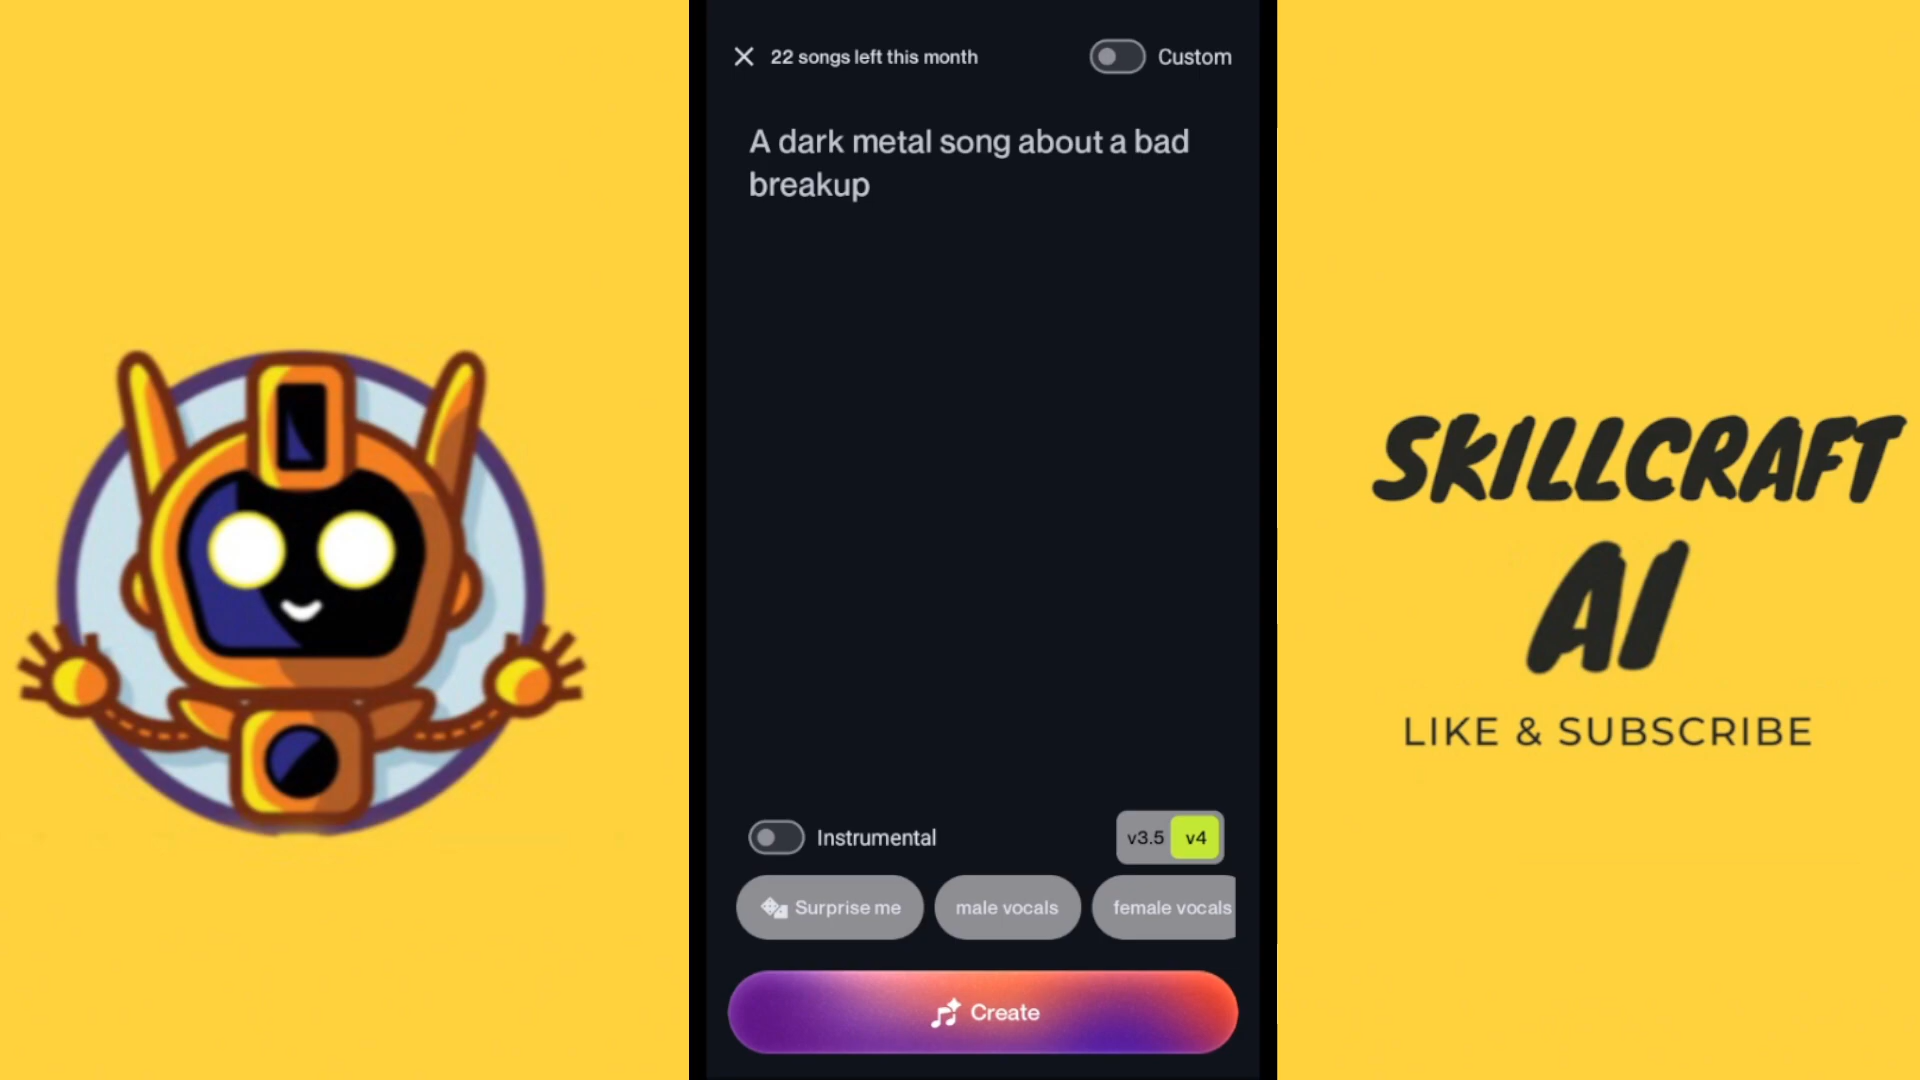 22 songs left this month
Custom
A dark metal song about a bad
breakup
Instrumental
v3.5 v4
Surprise me
male vocals
female vocals
Create
SKILLCRAFT
AI
LIKE & SUBSCRIBE